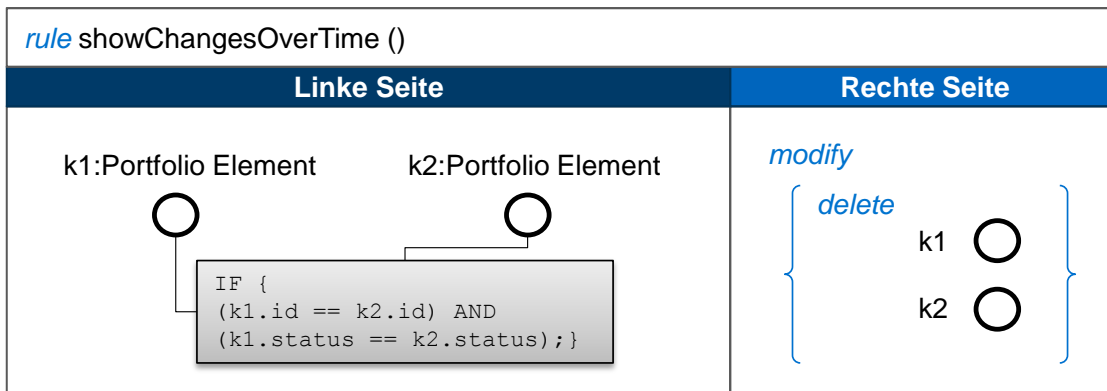 rule showChangesOverTime ()
Linke Seite
Rechte Seite
k1:Portfolio Element
k2:Portfolio Element
IF {
(k1.id == k2.id) AND
(k1.status == k2.status);}
modify
delete
k1
k2